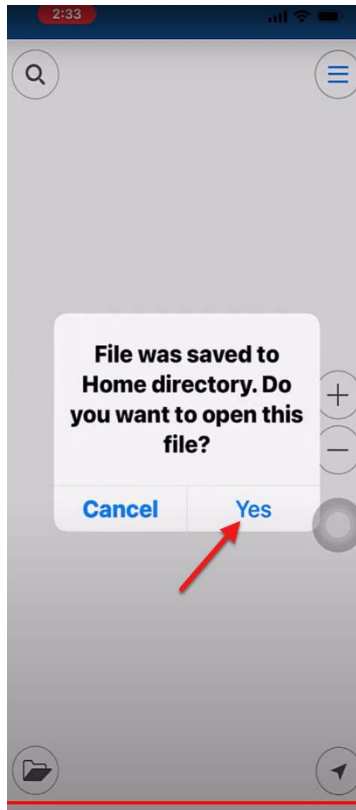 2:33
File was saved to
Home directory. Do
you want to open this
file?
Cancel Yes